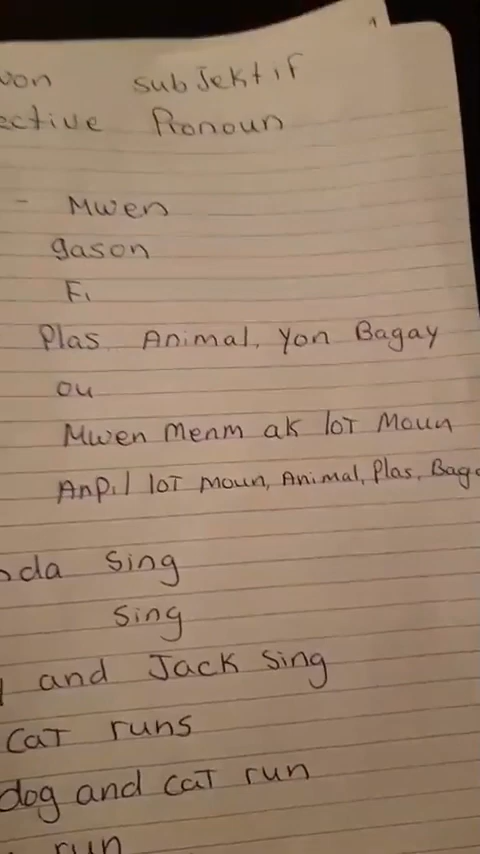 subjektif
Pronoun
- Mwen
gason
Fi
Plas, Animal, yon Bagay
ou
Mwen menm ak lot Moun
Anpil lot moun, Animal, Plas,
sing
sing
and Jack sing
cat runs
dog and cat run
run